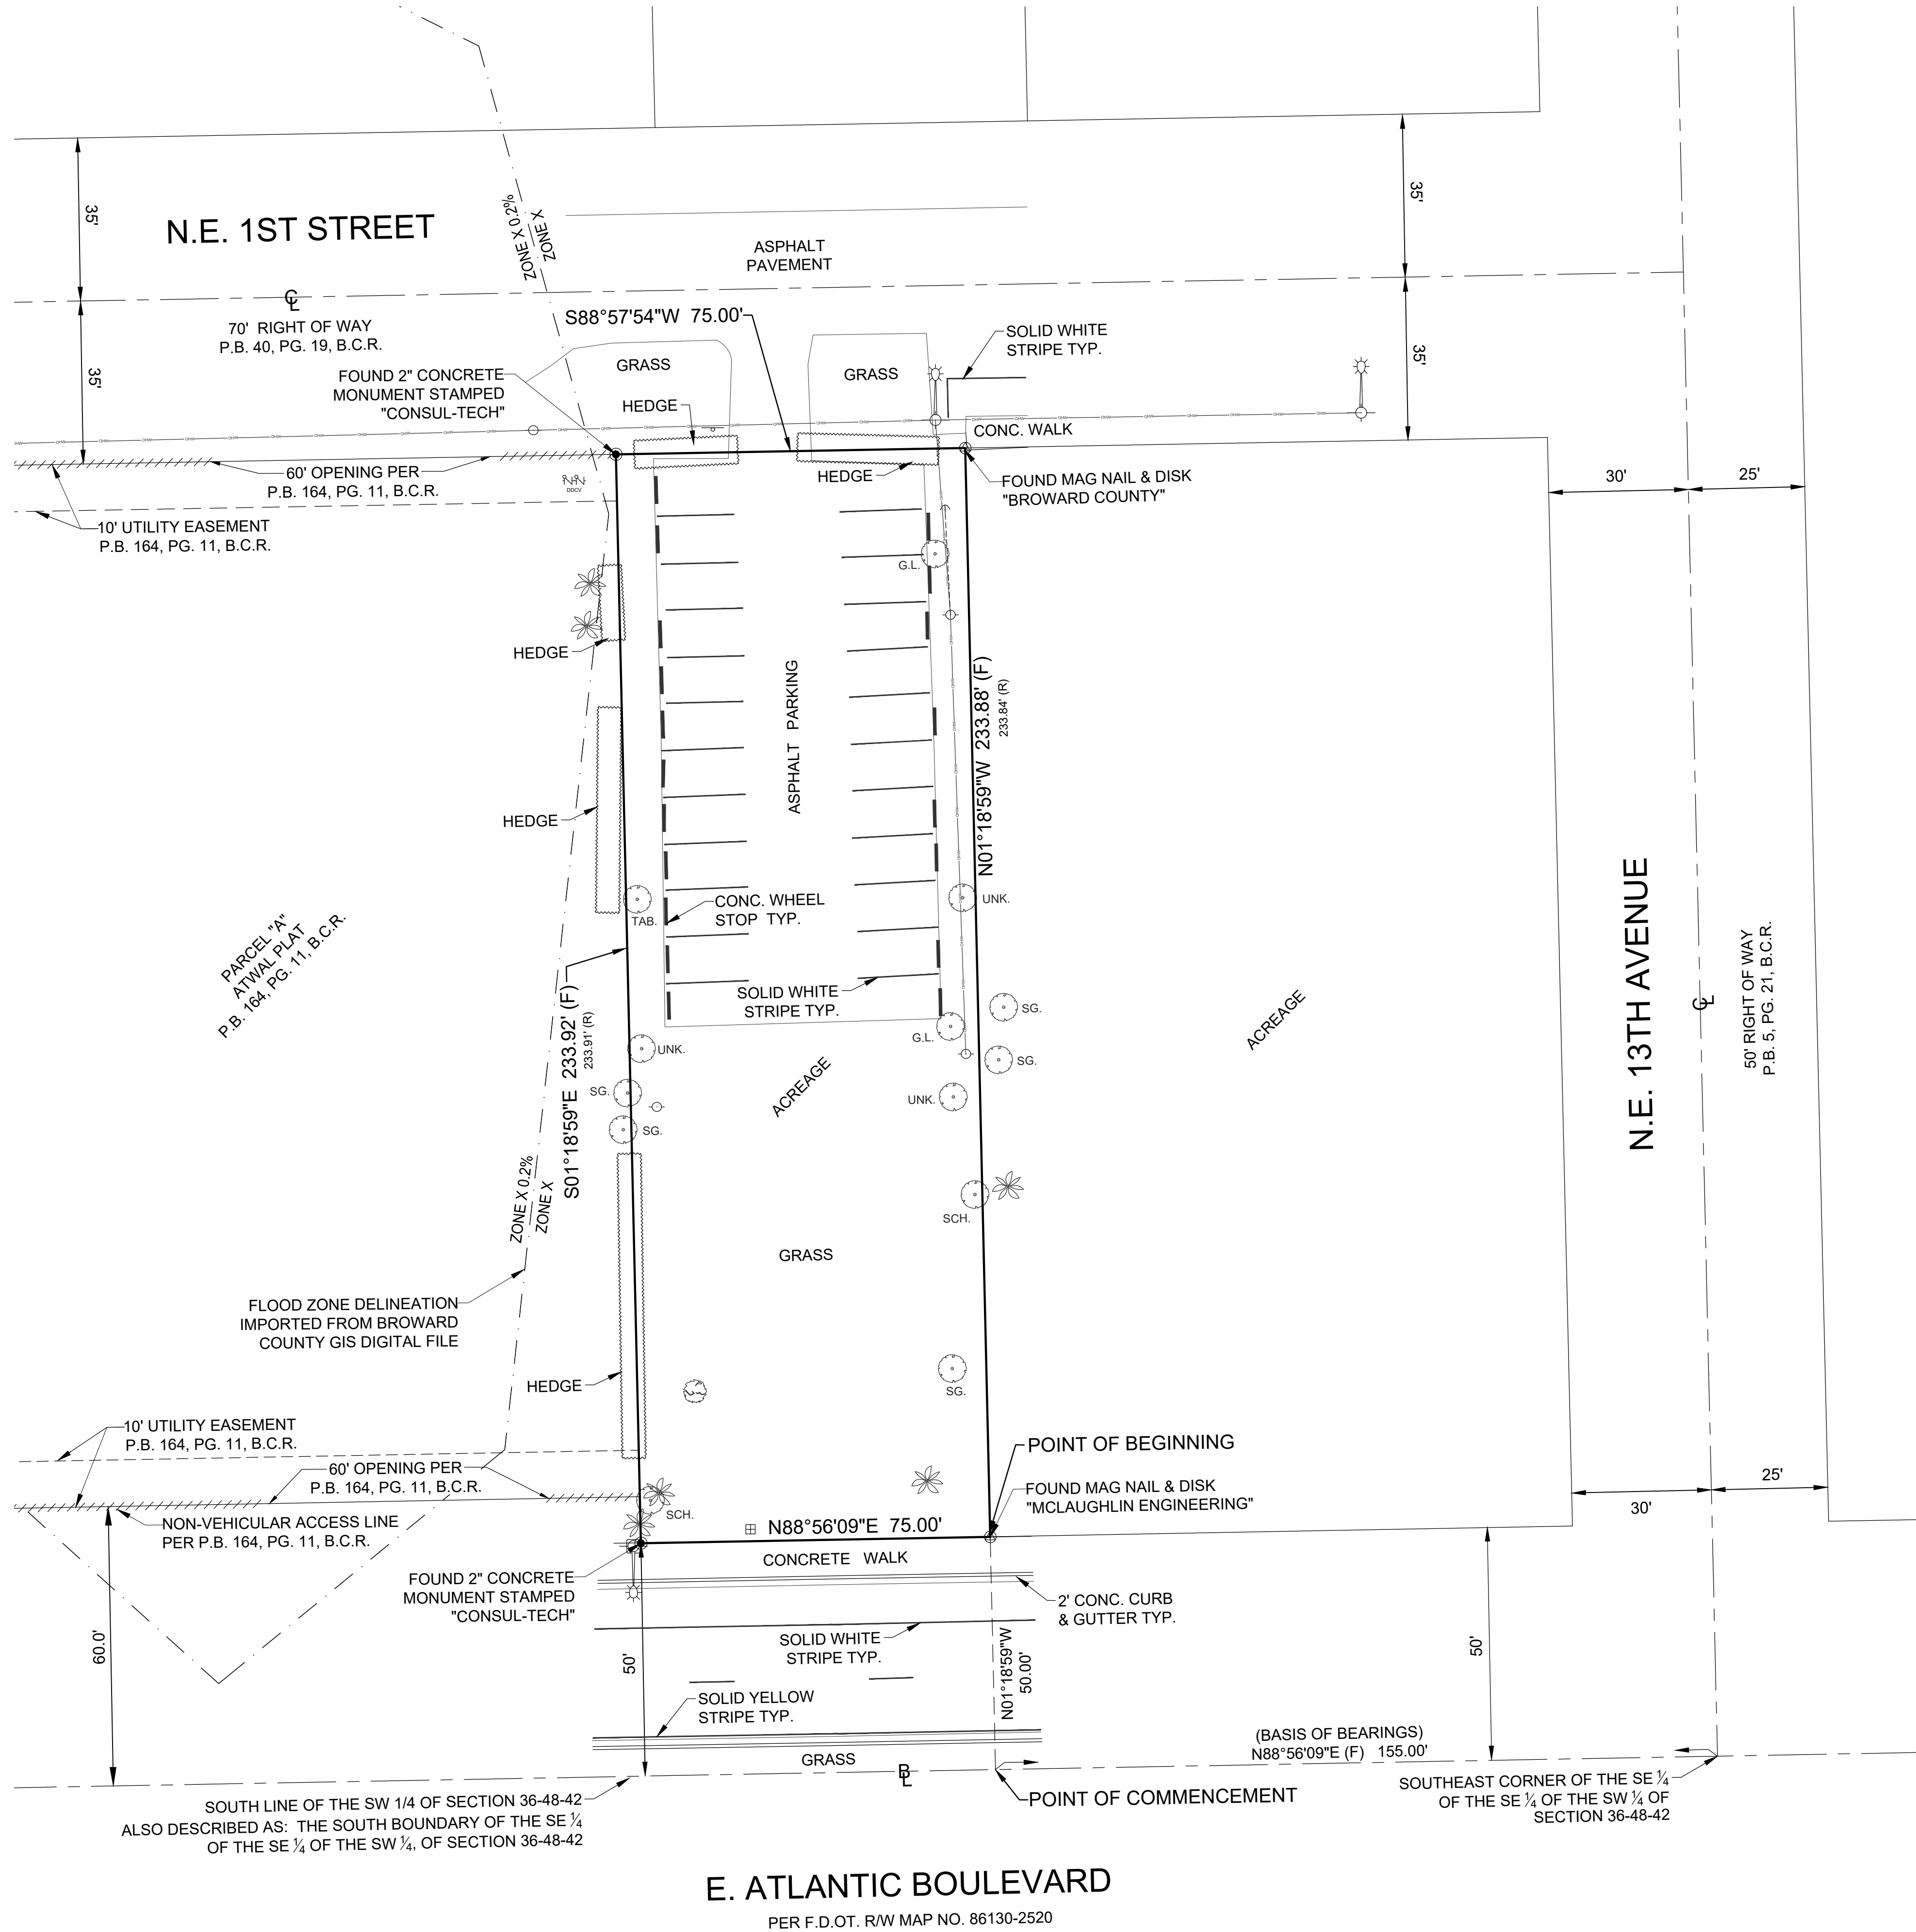 35'
35'
N.E. 1ST STREET
ZONE X 0.2%
ZONE X
ASPHALT
PAVEMENT
CL
70' RIGHT OF WAY
P.B. 40, PG. 19, B.C.R.
S88°57'54"W 75.00'
SOLID WHITE
STRIPE TYP.
35'
35'
GRASS
GRASS
FOUND 2" CONCRETE
MONUMENT STAMPED
"CONSUL-TECH"
HEDGE
CONC. WALK
60' OPENING PER
P.B. 164, PG. 11, B.C.R.
DDCV
HEDGE
FOUND MAG NAIL & DISK
"BROWARD COUNTY"
30'
25'
10' UTILITY EASEMENT
P.B. 164, PG. 11, B.C.R.
G.L.
HEDGE
ASPHALT PARKING
N01°18'59"W 233.88' (F)
233.84' (R)
HEDGE
TAB.
CONC. WHEEL
STOP TYP.
UNK.
PARCEL "A"
ATWAL PLAT
P.B. 164, PG. 11, B.C.R.
SOLID WHITE
STRIPE TYP.
SG.
G.L.
SG.
ACREAGE
N.E. 13TH AVENUE
CL
50' RIGHT OF WAY
P.B. 5, PG. 21, B.C.R.
S01°18'59"E 233.92' (F)
233.91' (R)
UNK.
SG.
SG.
ACREAGE
UNK.
ZONE X 0.2%
ZONE X
SCH.
GRASS
FLOOD ZONE DELINEATION
IMPORTED FROM BROWARD
COUNTY GIS DIGITAL FILE
HEDGE
SG.
10' UTILITY EASEMENT
P.B. 164, PG. 11, B.C.R.
POINT OF BEGINNING
60' OPENING PER
P.B. 164, PG. 11, B.C.R.
FOUND MAG NAIL & DISK
"MCLAUGHLIN ENGINEERING"
25'
30'
NON-VEHICULAR ACCESS LINE
PER P.B. 164, PG. 11, B.C.R.
SCH.
N88°56'09"E 75.00'
CONCRETE WALK
FOUND 2" CONCRETE
MONUMENT STAMPED
"CONSUL-TECH"
2' CONC. CURB
& GUTTER TYP.
60.0'
50'
SOLID WHITE
STRIPE TYP.
N01°18'59"W
50.00'
50'
SOLID YELLOW
STRIPE TYP.
GRASS
BL
(BASIS OF BEARINGS)
N88°56'09"E (F) 155.00'
SOUTH LINE OF THE SW 1/4 OF SECTION 36-48-42
ALSO DESCRIBED AS: THE SOUTH BOUNDARY OF THE SE 1/4
OF THE SE 1/4 OF THE SW 1/4, OF SECTION 36-48-42
POINT OF COMMENCEMENT
SOUTHEAST CORNER OF THE SE 1/4
OF THE SE 1/4 OF THE SW 1/4 OF
SECTION 36-48-42
E. ATLANTIC BOULEVARD
PER F.D.OT. R/W MAP NO. 86130-2520